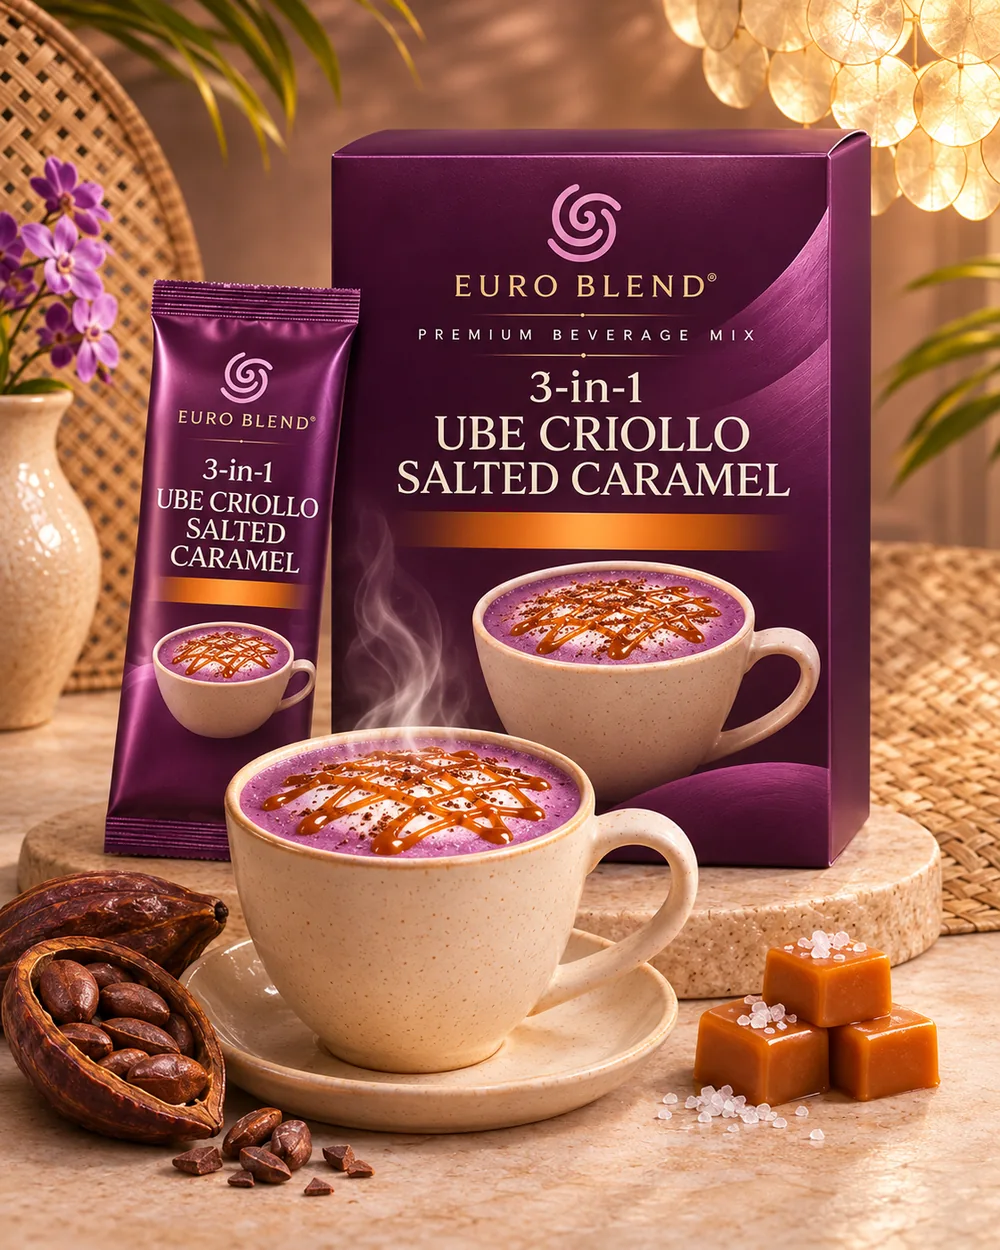 EURO BLEND®
PREMIUM BEVERAGE MIX
3-in-1
UBE CRIOLLO
SALTED CARAMEL
EURO BLEND®
3-in-1
UBE CRIOLLO
SALTED
CARAMEL